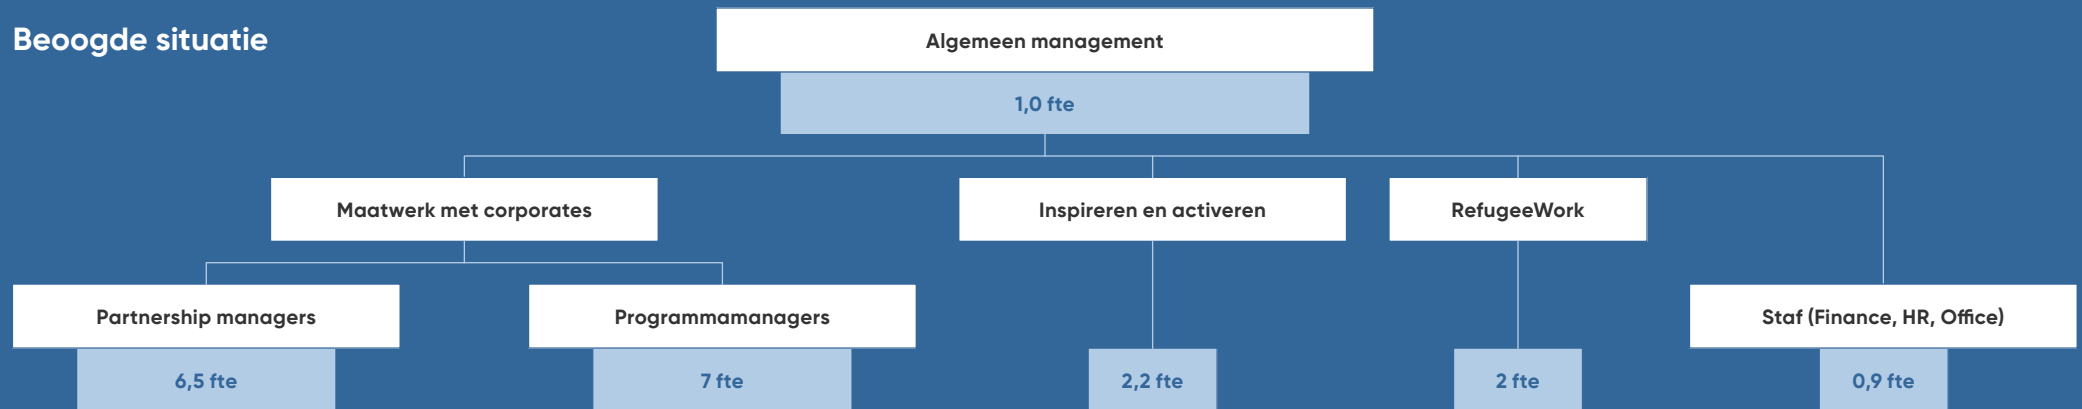 Beoogde situatie
Algemeen management
1,0 fte
Maatwerk met corporates
Inspireren en activeren
RefugeeWork
Partnership managers
Programmamanagers
Staf (Finance, HR, Office)
6,5 fte
7 fte
2,2 fte
2 fte
0,9 fte